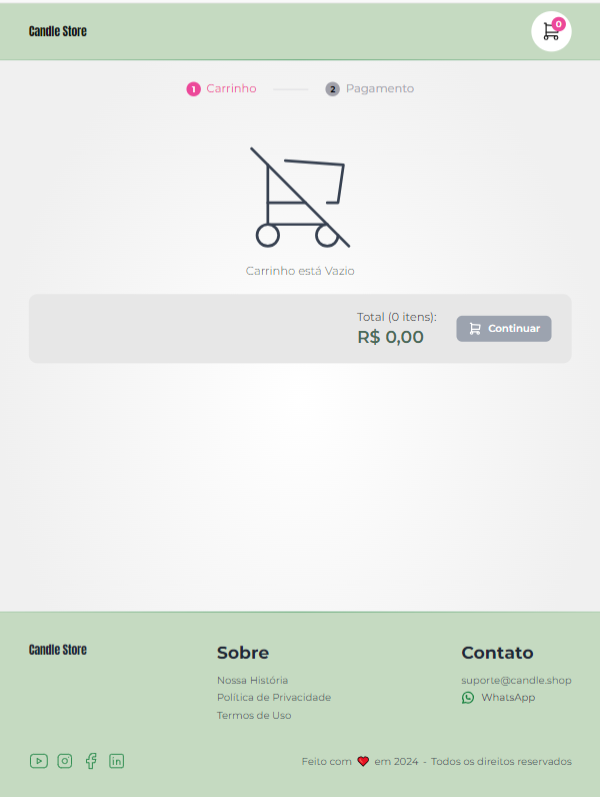 Candle Store
0
1 Carrinho
2 Pagamento
Carrinho está Vazio
Total (0 itens):
R$ 0,00
Continuar
Candle Store
Sobre
Nossa História
Política de Privacidade
Termos de Uso
Contato
suporte@candle.shop
WhatsApp
Feito com ❤ em 2024 - Todos os direitos reservados